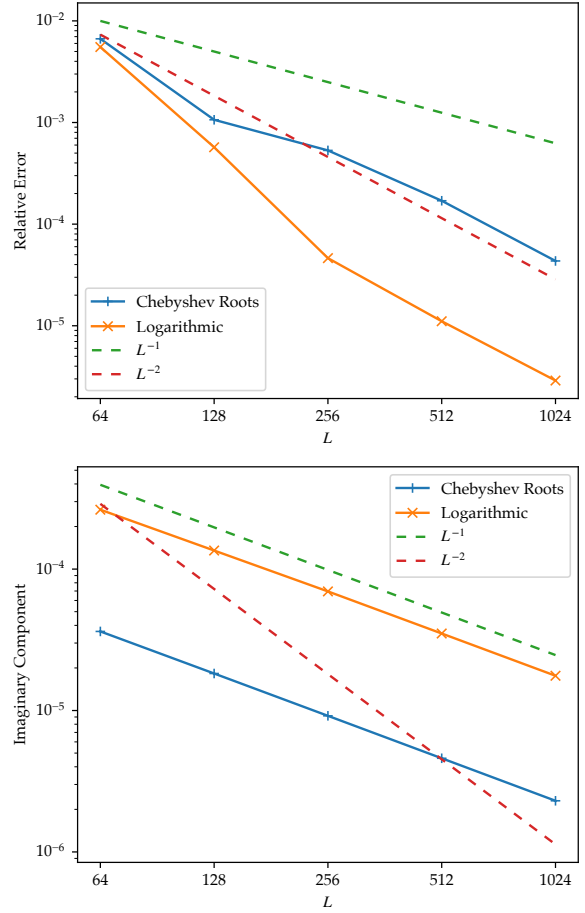 10⁻²
10⁻³
10⁻⁴
10⁻⁵
Relative Error
Chebyshev Roots
Logarithmic
L⁻¹
L⁻²
64 128 256 512 1024
L
10⁻⁴
10⁻⁵
10⁻⁶
Imaginary Component
Chebyshev Roots
Logarithmic
L⁻¹
L⁻²
64 128 256 512 1024
L